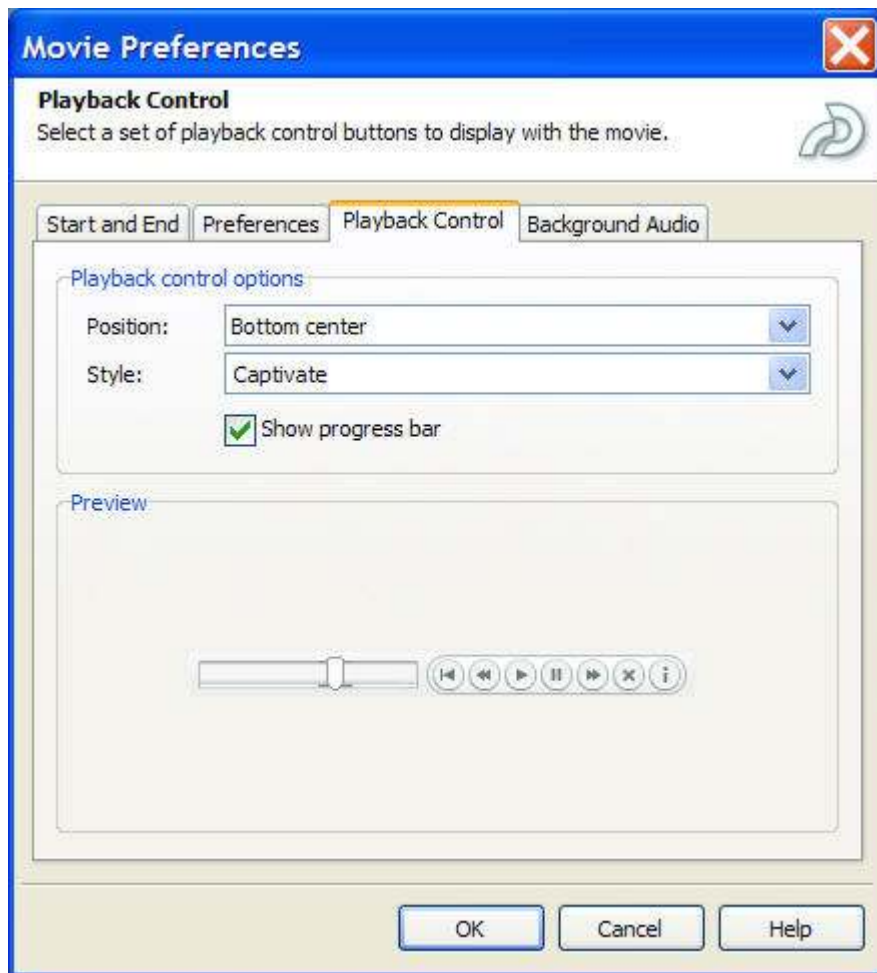 Movie Preferences
Playback Control
Select a set of playback control buttons to display with the movie.
Start and End Preferences Playback Control Background Audio
Playback control options
Position: Bottom center
Style: Captivate
Show progress bar
Preview
OK Cancel Help